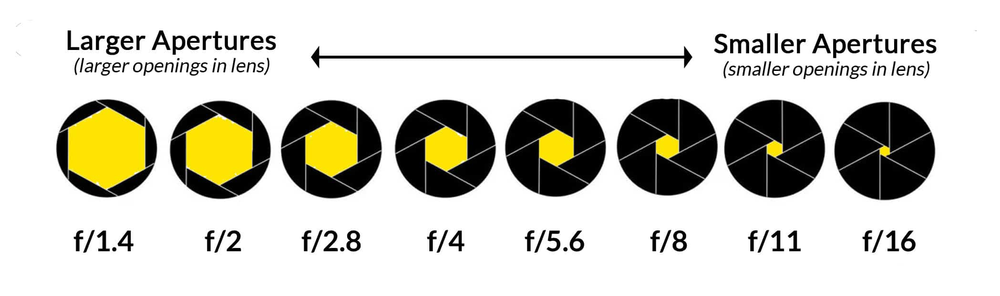 Larger Apertures
(larger openings in lens)
Smaller Apertures
(smaller openings in lens)
f/1.4 f/2 f/2.8 f/4 f/5.6 f/8 f/11 f/16